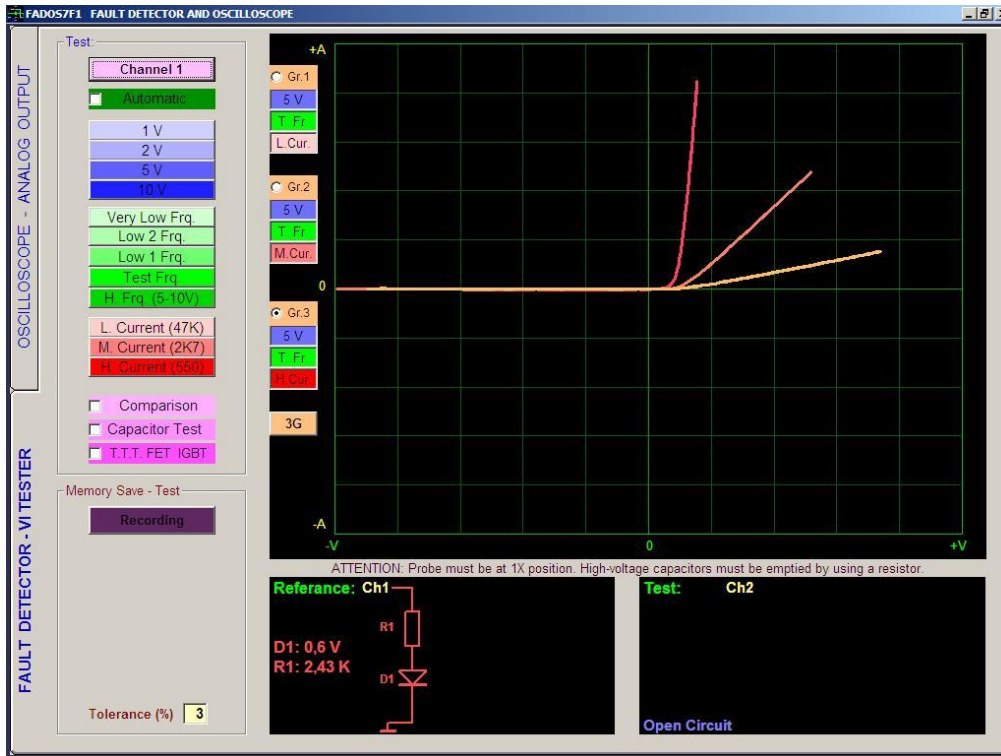 FADOS7F1 FAULT DETECTOR AND OSCILLOSCOPE
OSCILLOSCOPE - ANALOG OUTPUT
FAULT DETECTOR - VI TESTER
Test:
Channel 1
Automatic
1 V
2 V
5 V
10 V
Very Low Frq.
Low 2 Frq.
Low 1 Frq.
Test Frq.
H. Frq. (5-10V)
L. Current (47K)
M. Current (2K7)
H. Current (550)
Comparison
Capacitor Test
T.T.T. FET IGBT
Memory Save - Test
Recording
Tolerance (%) 3
+A
Gr.1
5 V
T. Fr
L.Cur.
Gr.2
5 V
T. Fr
M.Cur.
0
Gr.3
5 V
T. Fr
H.Cur.
3G
-A
-V 0 +V
ATTENTION: Probe must be at 1X position. High-voltage capacitors must be emptied by using a resistor.
Referance: Ch1
R1
D1: 0,6 V
R1: 2,43 K
D1
Test: Ch2
Open Circuit